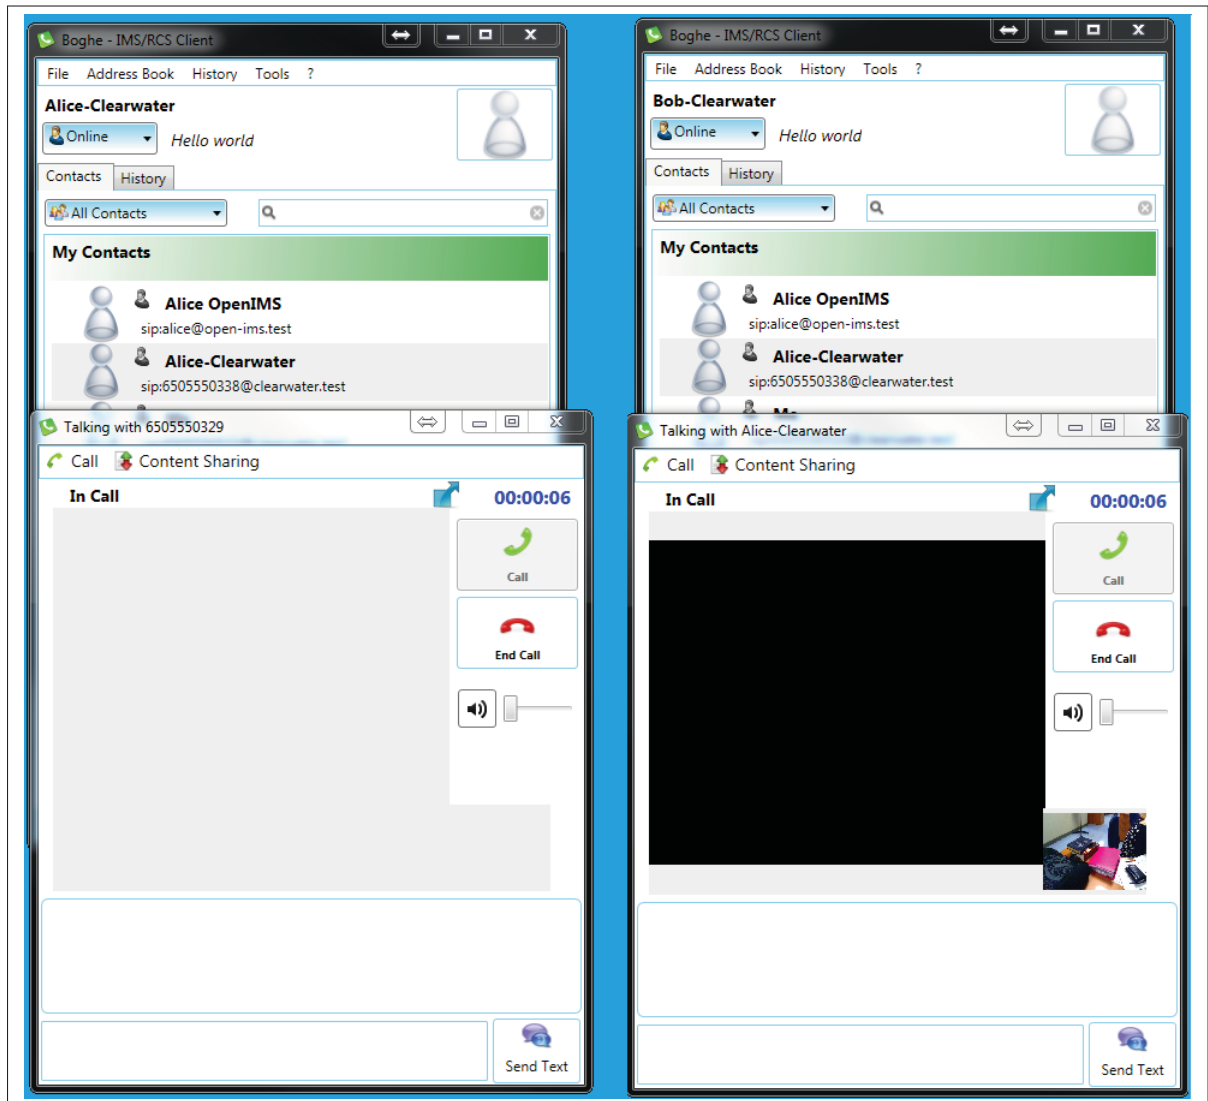 Boghe - IMS/RCS Client
File Address Book History Tools ?
Alice-Clearwater
Online Hello world
Contacts History
All Contacts
My Contacts
Alice OpenIMS
sip:alice@open-ims.test
Alice-Clearwater
sip:6505550338@clearwater.test
Talking with 6505550329
Call Content Sharing
In Call 00:00:06
Call
End Call
Send Text
Boghe - IMS/RCS Client
File Address Book History Tools ?
Bob-Clearwater
Online Hello world
Contacts History
All Contacts
My Contacts
Alice OpenIMS
sip:alice@open-ims.test
Alice-Clearwater
sip:6505550338@clearwater.test
Talking with Alice-Clearwater
Call Content Sharing
In Call 00:00:06
Call
End Call
Send Text